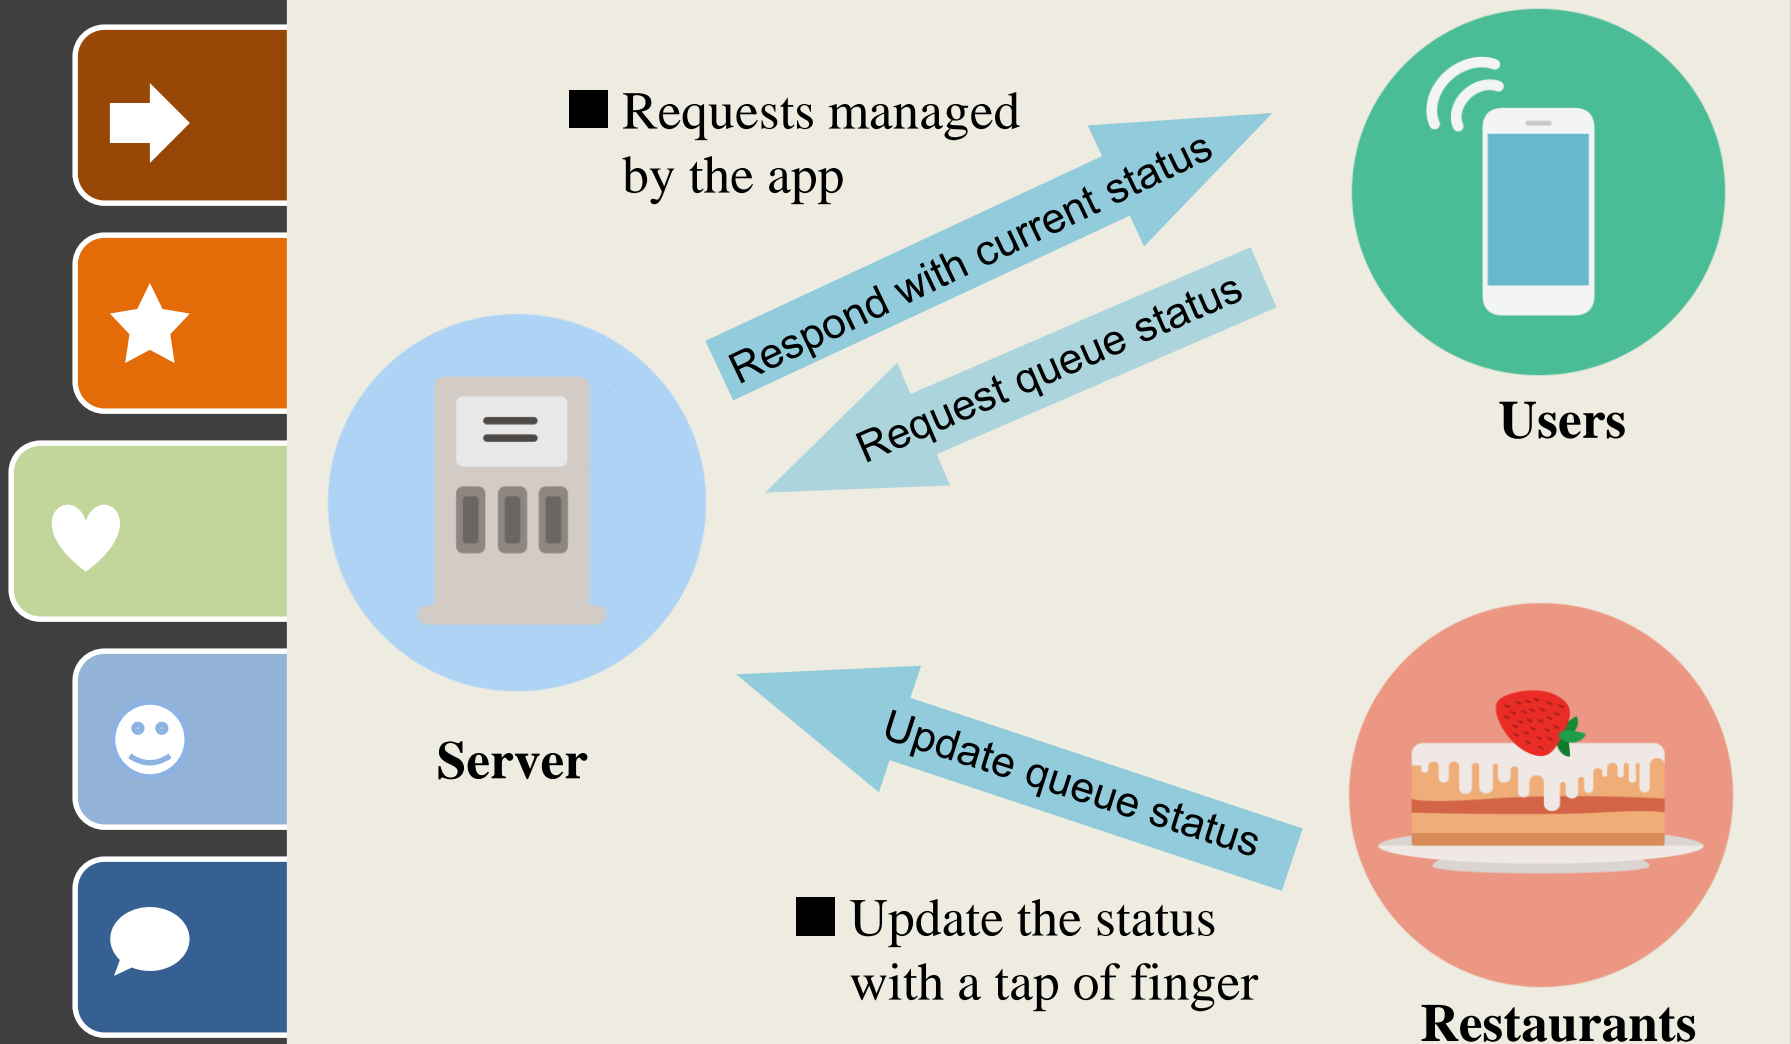 Requests managed
by the app
Respond with current status
Request queue status
Users
Server
Update queue status
Update the status
with a tap of finger
Restaurants